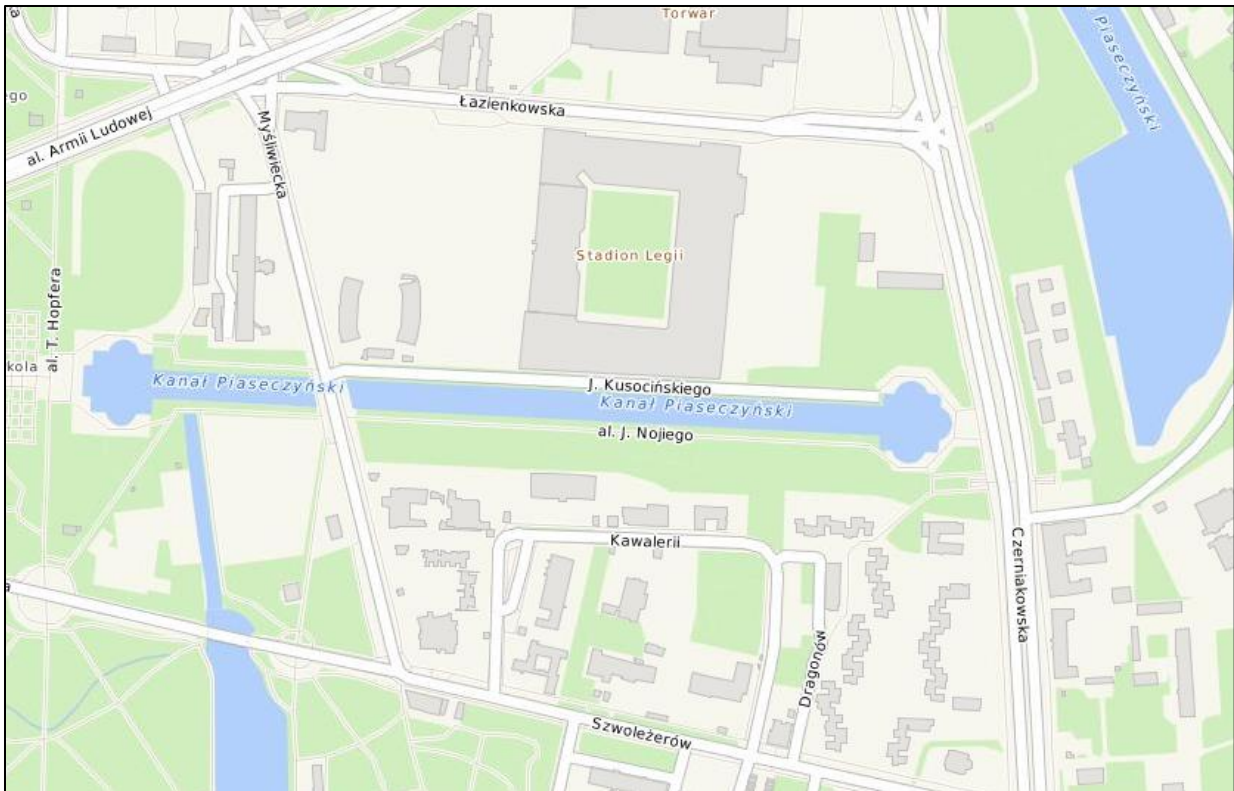 Torwar
Piaseczyński
ego
Łazienkowska
al. Armii Ludowej
Myśliwiecka
Stadion Legii
al. T. Hopfera
kola
Kanał Piaseczyński
J. Kusocińskiego
Kanał Piaseczyński
al. J. Nojiego
Kawalerii
Czerniakowska
Dragonów
Szwoleżerów